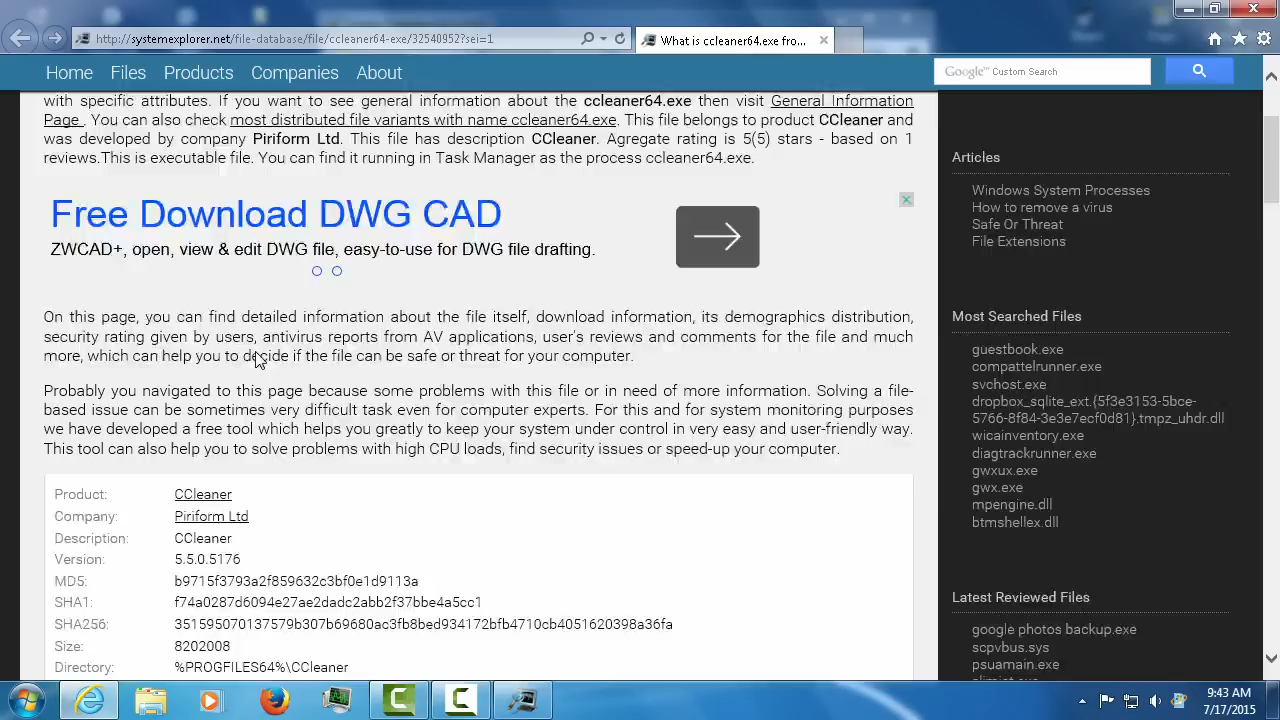 http://systemexplorer.net/file-database/file/ccleaner64-exe/32540952?sei=1
What is ccleaner64.exe fro...
Home Files Products Companies About
Google™ Custom Search
with specific attributes. If you want to see general information about the ccleaner64.exe then visit General Information
Page . You can also check most distributed file variants with name ccleaner64.exe. This file belongs to product CCleaner and
was developed by company Piriform Ltd. This file has description CCleaner. Agregate rating is 5(5) stars - based on 1
reviews.This is executable file. You can find it running in Task Manager as the process ccleaner64.exe.
Free Download DWG CAD
ZWCAD+, open, view & edit DWG file, easy-to-use for DWG file drafting.
On this page, you can find detailed information about the file itself, download information, its demographics distribution,
security rating given by users, antivirus reports from AV applications, user's reviews and comments for the file and much
more, which can help you to decide if the file can be safe or threat for your computer.
Probably you navigated to this page because some problems with this file or in need of more information. Solving a file-
based issue can be sometimes very difficult task even for computer experts. For this and for system monitoring purposes
we have developed a free tool which helps you greatly to keep your system under control in very easy and user-friendly way.
This tool can also help you to solve problems with high CPU loads, find security issues or speed-up your computer.
Product: CCleaner
Company: Piriform Ltd
Description: CCleaner
Version: 5.5.0.5176
MD5: b9715f3793a2f859632c3bf0e1d9113a
SHA1: f74a0287d6094e27ae2dadc2abb2f37bbe4a5cc1
SHA256: 351595070137579b307b69680ac3fb8bed934172bfb4710cb4051620398a36fa
Size: 8202008
Directory: %PROGFILES64%\CCleaner
Articles
Windows System Processes
How to remove a virus
Safe Or Threat
File Extensions
Most Searched Files
guestbook.exe
compattelrunner.exe
svchost.exe
dropbox_sqlite_ext.{5f3e3153-5bce-
5766-8f84-3e3e7ecf0d81}.tmpz_uhdr.dll
wicainventory.exe
diagtrackrunner.exe
gwxux.exe
gwx.exe
mpengine.dll
btmshellex.dll
Latest Reviewed Files
google photos backup.exe
scpvbus.sys
psuamain.exe
9:43 AM
7/17/2015